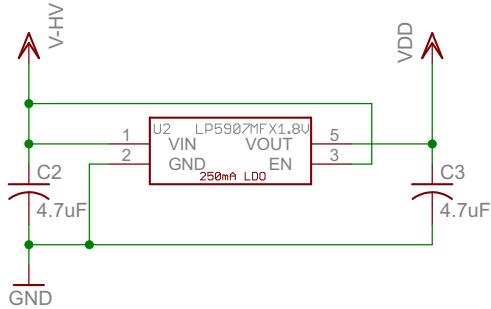 V-HV
VDD
U2 LP5907MFX1.8V
1 VIN VOUT 5
2 GND EN 3
250mA LDO
C2
4.7uF
C3
4.7uF
GND